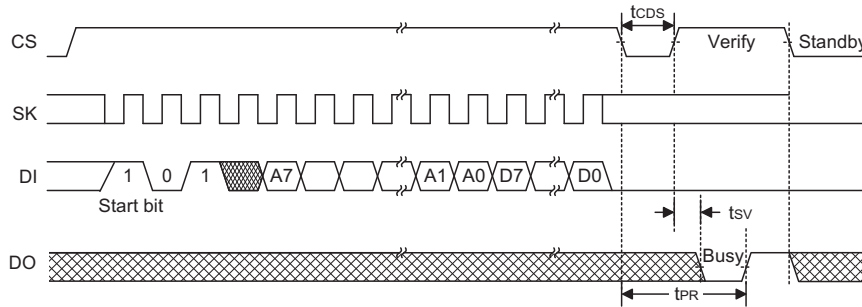 tCDS
CS Verify Standby
SK
DI 1 0 1 A7 A1 A0 D7 D0
Start bit
tSV
DO Busy
tPR